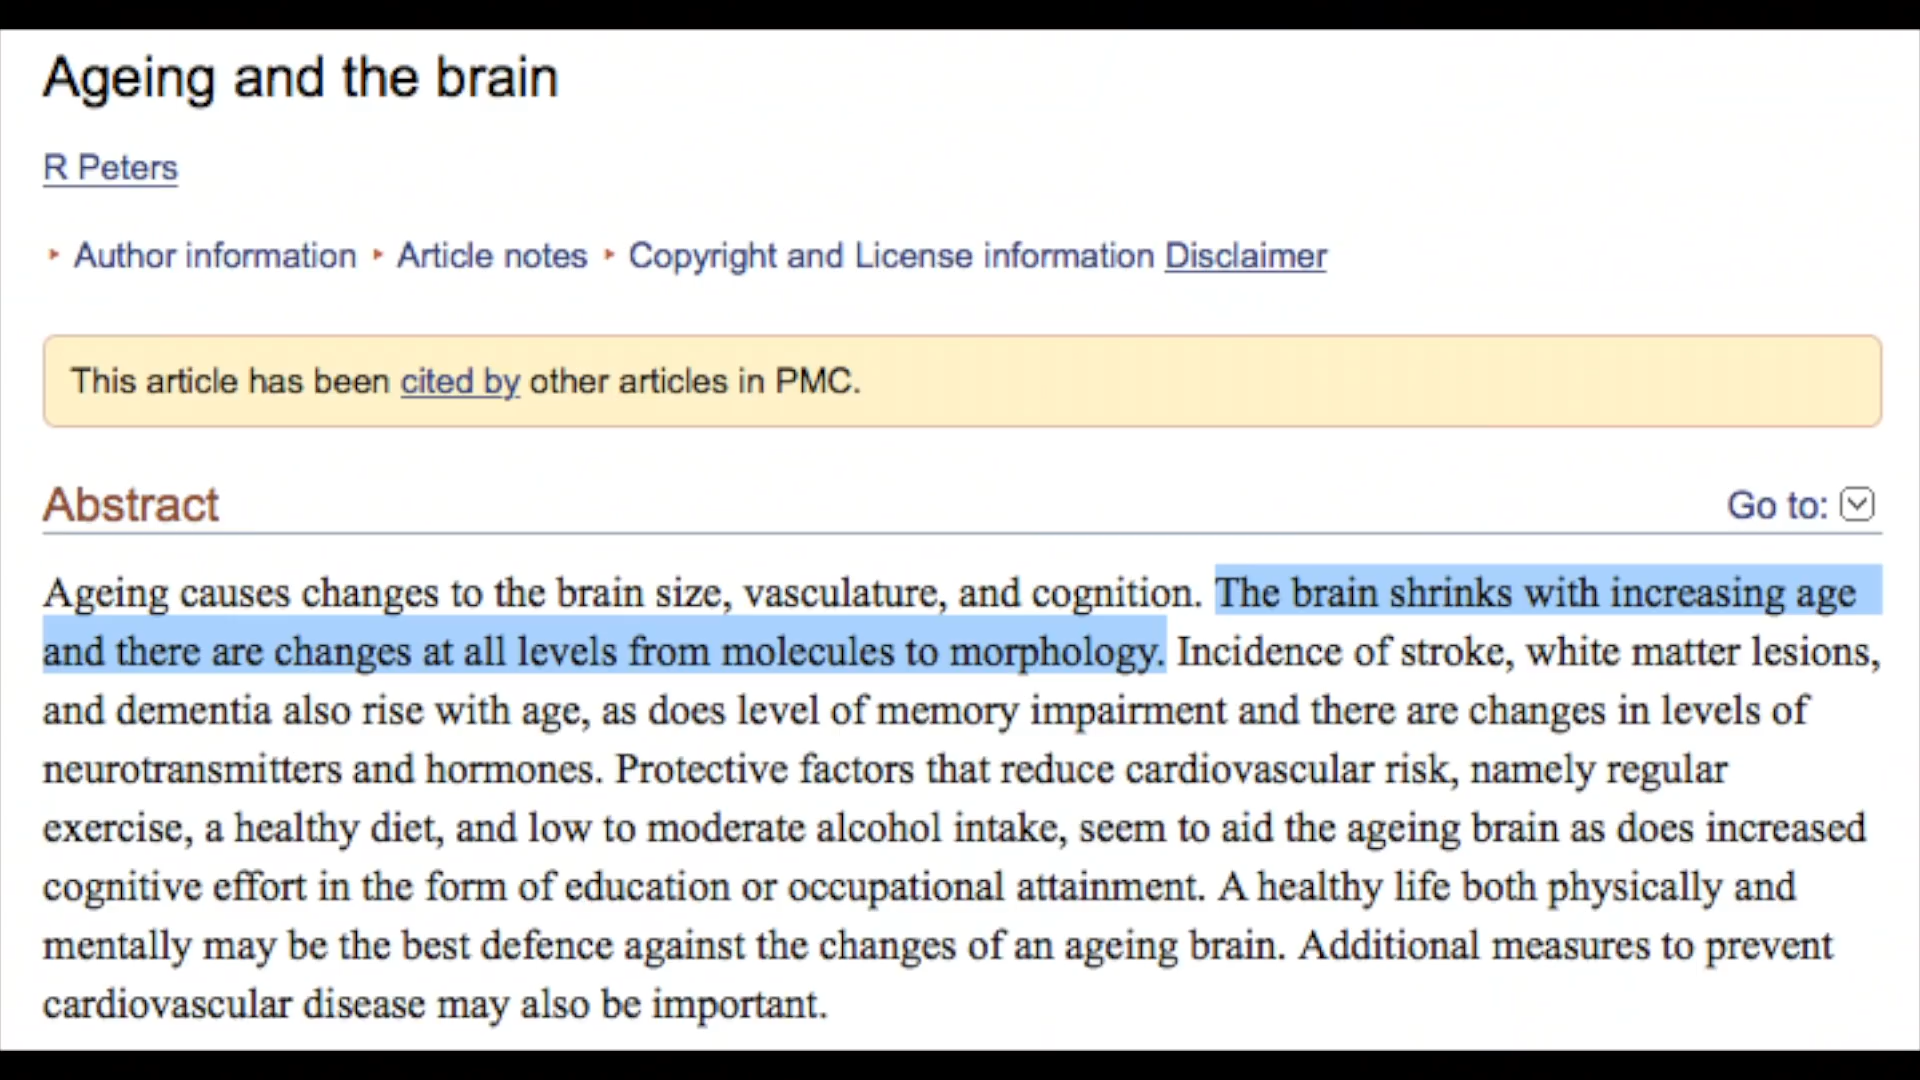 Ageing and the brain
R Peters
Author information Article notes Copyright and License information Disclaimer
This article has been cited by other articles in PMC.
Abstract
Go to:
Ageing causes changes to the brain size, vasculature, and cognition. The brain shrinks with increasing age
and there are changes at all levels from molecules to morphology. Incidence of stroke, white matter lesions,
and dementia also rise with age, as does level of memory impairment and there are changes in levels of
neurotransmitters and hormones. Protective factors that reduce cardiovascular risk, namely regular
exercise, a healthy diet, and low to moderate alcohol intake, seem to aid the ageing brain as does increased
cognitive effort in the form of education or occupational attainment. A healthy life both physically and
mentally may be the best defence against the changes of an ageing brain. Additional measures to prevent
cardiovascular disease may also be important.